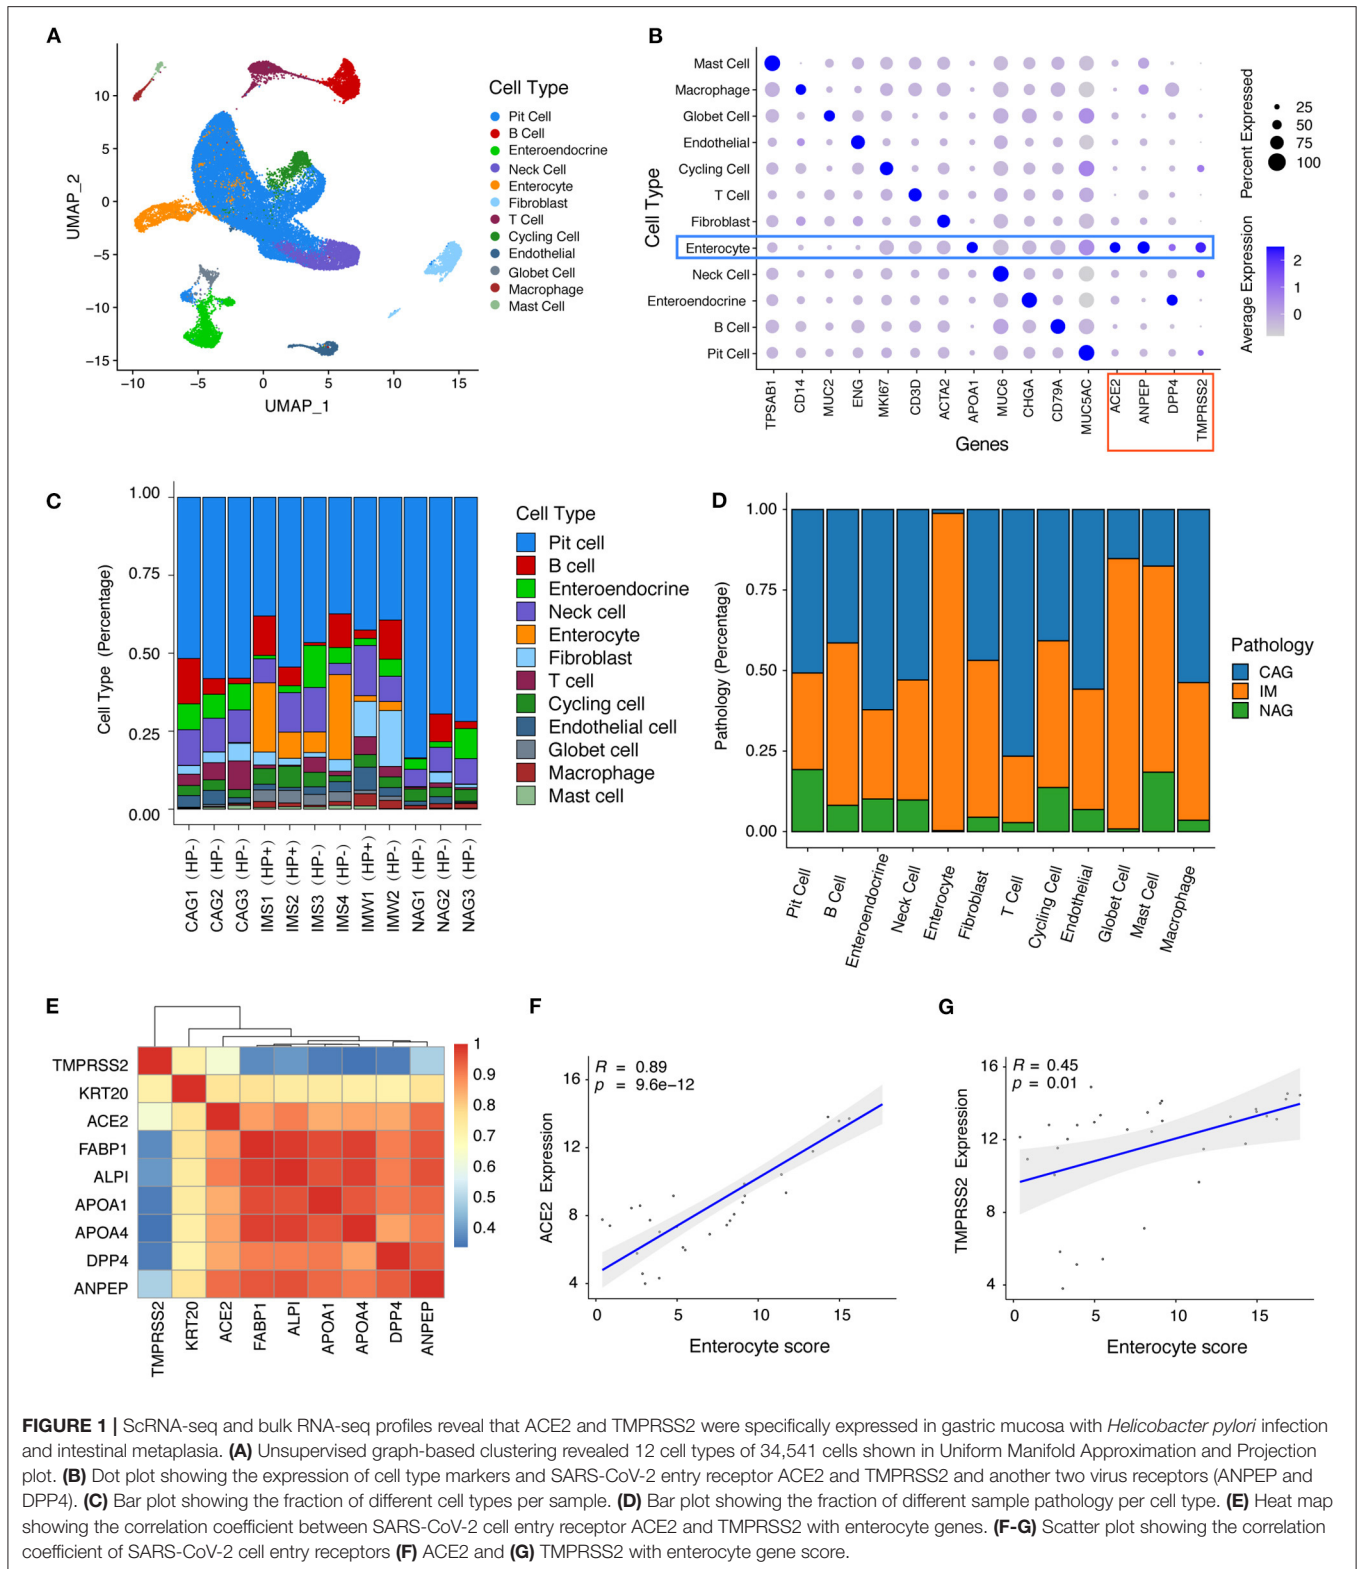 A
UMAP_2
10
5
0
−5
−10
−15
−10 −5 0 5 10 15
UMAP_1
Cell Type
Pit Cell
B Cell
Enteroendocrine
Neck Cell
Enterocyte
Fibroblast
T Cell
Cycling Cell
Endothelial
Globet Cell
Macrophage
Mast Cell
B
Cell Type
Mast Cell
Macrophage
Globet Cell
Endothelial
Cycling Cell
T Cell
Fibroblast
Enterocyte
Neck Cell
Enteroendocrine
B Cell
Pit Cell
TPSAB1
CD14
MUC2
ENG
MKI67
CD3D
ACTA2
APOA1
MUC6
CHGA
CD79A
MUC5AC
ACE2
ANPEP
DPP4
TMPRSS2
Genes
Percent Expressed
25
50
75
100
Average Expression
2
1
0
C
Cell Type (Percentage)
1.00
0.75
0.50
0.25
0.00
CAG1 (HP-)
CAG2 (HP-)
CAG3 (HP-)
IMS1 (HP+)
IMS2 (HP+)
IMS3 (HP-)
IMS4 (HP-)
IMW1 (HP+)
IMW2 (HP-)
NAG1 (HP-)
NAG2 (HP-)
NAG3 (HP-)
Cell Type
Pit cell
B cell
Enteroendocrine
Neck cell
Enterocyte
Fibroblast
T cell
Cycling cell
Endothelial cell
Globet cell
Macrophage
Mast cell
D
Pathology (Percentage)
1.00
0.75
0.50
0.25
0.00
Pit Cell
B Cell
Enteroendocrine
Neck Cell
Enterocyte
Fibroblast
T Cell
Cycling Cell
Endothelial
Globet Cell
Mast Cell
Macrophage
Pathology
CAG
IM
NAG
E
TMPRSS2
KRT20
ACE2
FABP1
ALPI
APOA1
APOA4
DPP4
ANPEP
TMPRSS2
KRT20
ACE2
FABP1
ALPI
APOA1
APOA4
DPP4
ANPEP
1
0.9
0.8
0.7
0.6
0.5
0.4
F
ACE2 Expression
R = 0.89
p = 9.6e−12
16
12
8
4
0 5 10 15
Enterocyte score
G
TMPRSS2 Expression
R = 0.45
p = 0.01
16
12
8
4
0 5 10 15
Enterocyte score
FIGURE 1 | ScRNA-seq and bulk RNA-seq profiles reveal that ACE2 and TMPRSS2 were specifically expressed in gastric mucosa with Helicobacter pylori infection
and intestinal metaplasia. (A) Unsupervised graph-based clustering revealed 12 cell types of 34,541 cells shown in Uniform Manifold Approximation and Projection
plot. (B) Dot plot showing the expression of cell type markers and SARS-CoV-2 entry receptor ACE2 and TMPRSS2 and another two virus receptors (ANPEP and
DPP4). (C) Bar plot showing the fraction of different cell types per sample. (D) Bar plot showing the fraction of different sample pathology per cell type. (E) Heat map
showing the correlation coefficient between SARS-CoV-2 cell entry receptor ACE2 and TMPRSS2 with enterocyte genes. (F-G) Scatter plot showing the correlation
coefficient of SARS-CoV-2 cell entry receptors (F) ACE2 and (G) TMPRSS2 with enterocyte gene score.